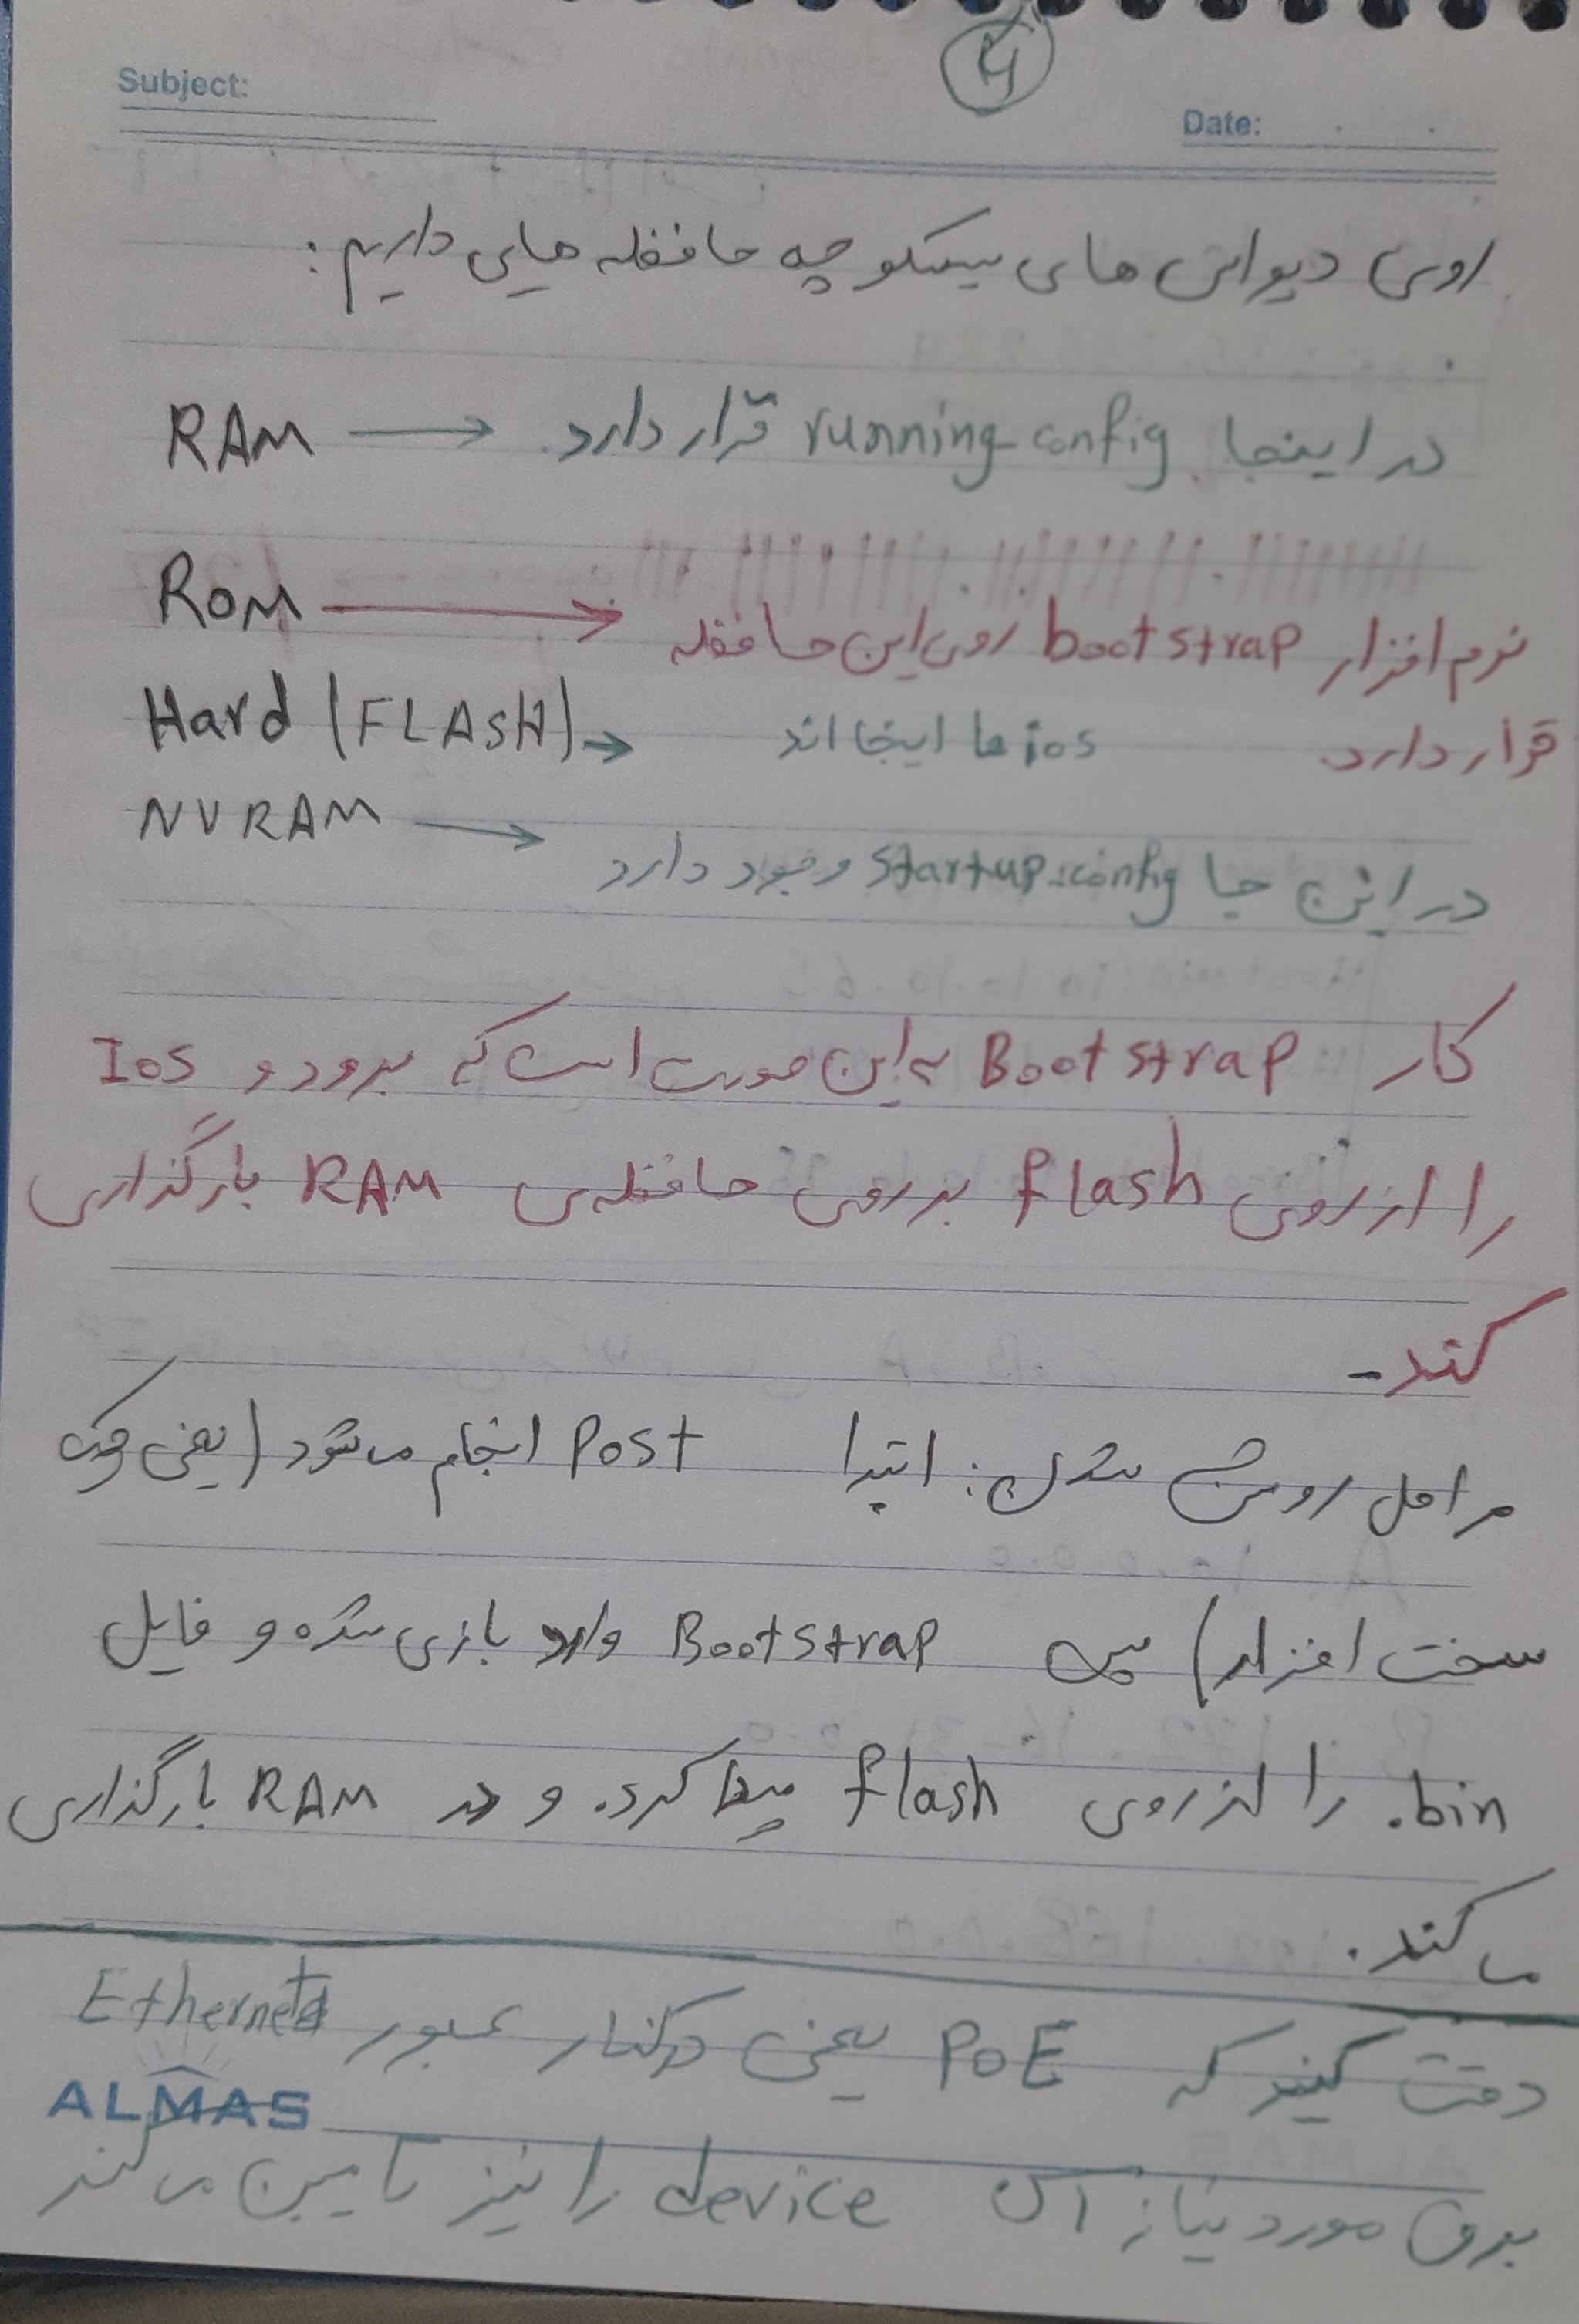 4
Subject:
Date:
روی دیوایس های سیسکو چه حافظه هایی داریم:
RAM → در اینجا running-config قرار دارد.
ROM → نرم افزار bootstrap روی این حافظه
قرار دارد.
Hard (FLASH) → ios ها اینجا اند
NVRAM → در این جا startup-config وجود دارد
کار Bootstrap به این صورت است که برود و Ios
را از روی flash بر روی حافظه ی RAM بارگذاری
کند-
مراحل روشن شدن: ابتدا Post انجام می شود (یعنی چک
سخت افزار) سپس Bootstrap وارد بازی شده و فایل
.bin را از روی flash پیدا کرده و در RAM بارگذاری
می کند.
دقت کنید که PoE یعنی در کنار عبور Ethernet
ALMAS
برق مورد نیاز آن device را نیز تامین می کند